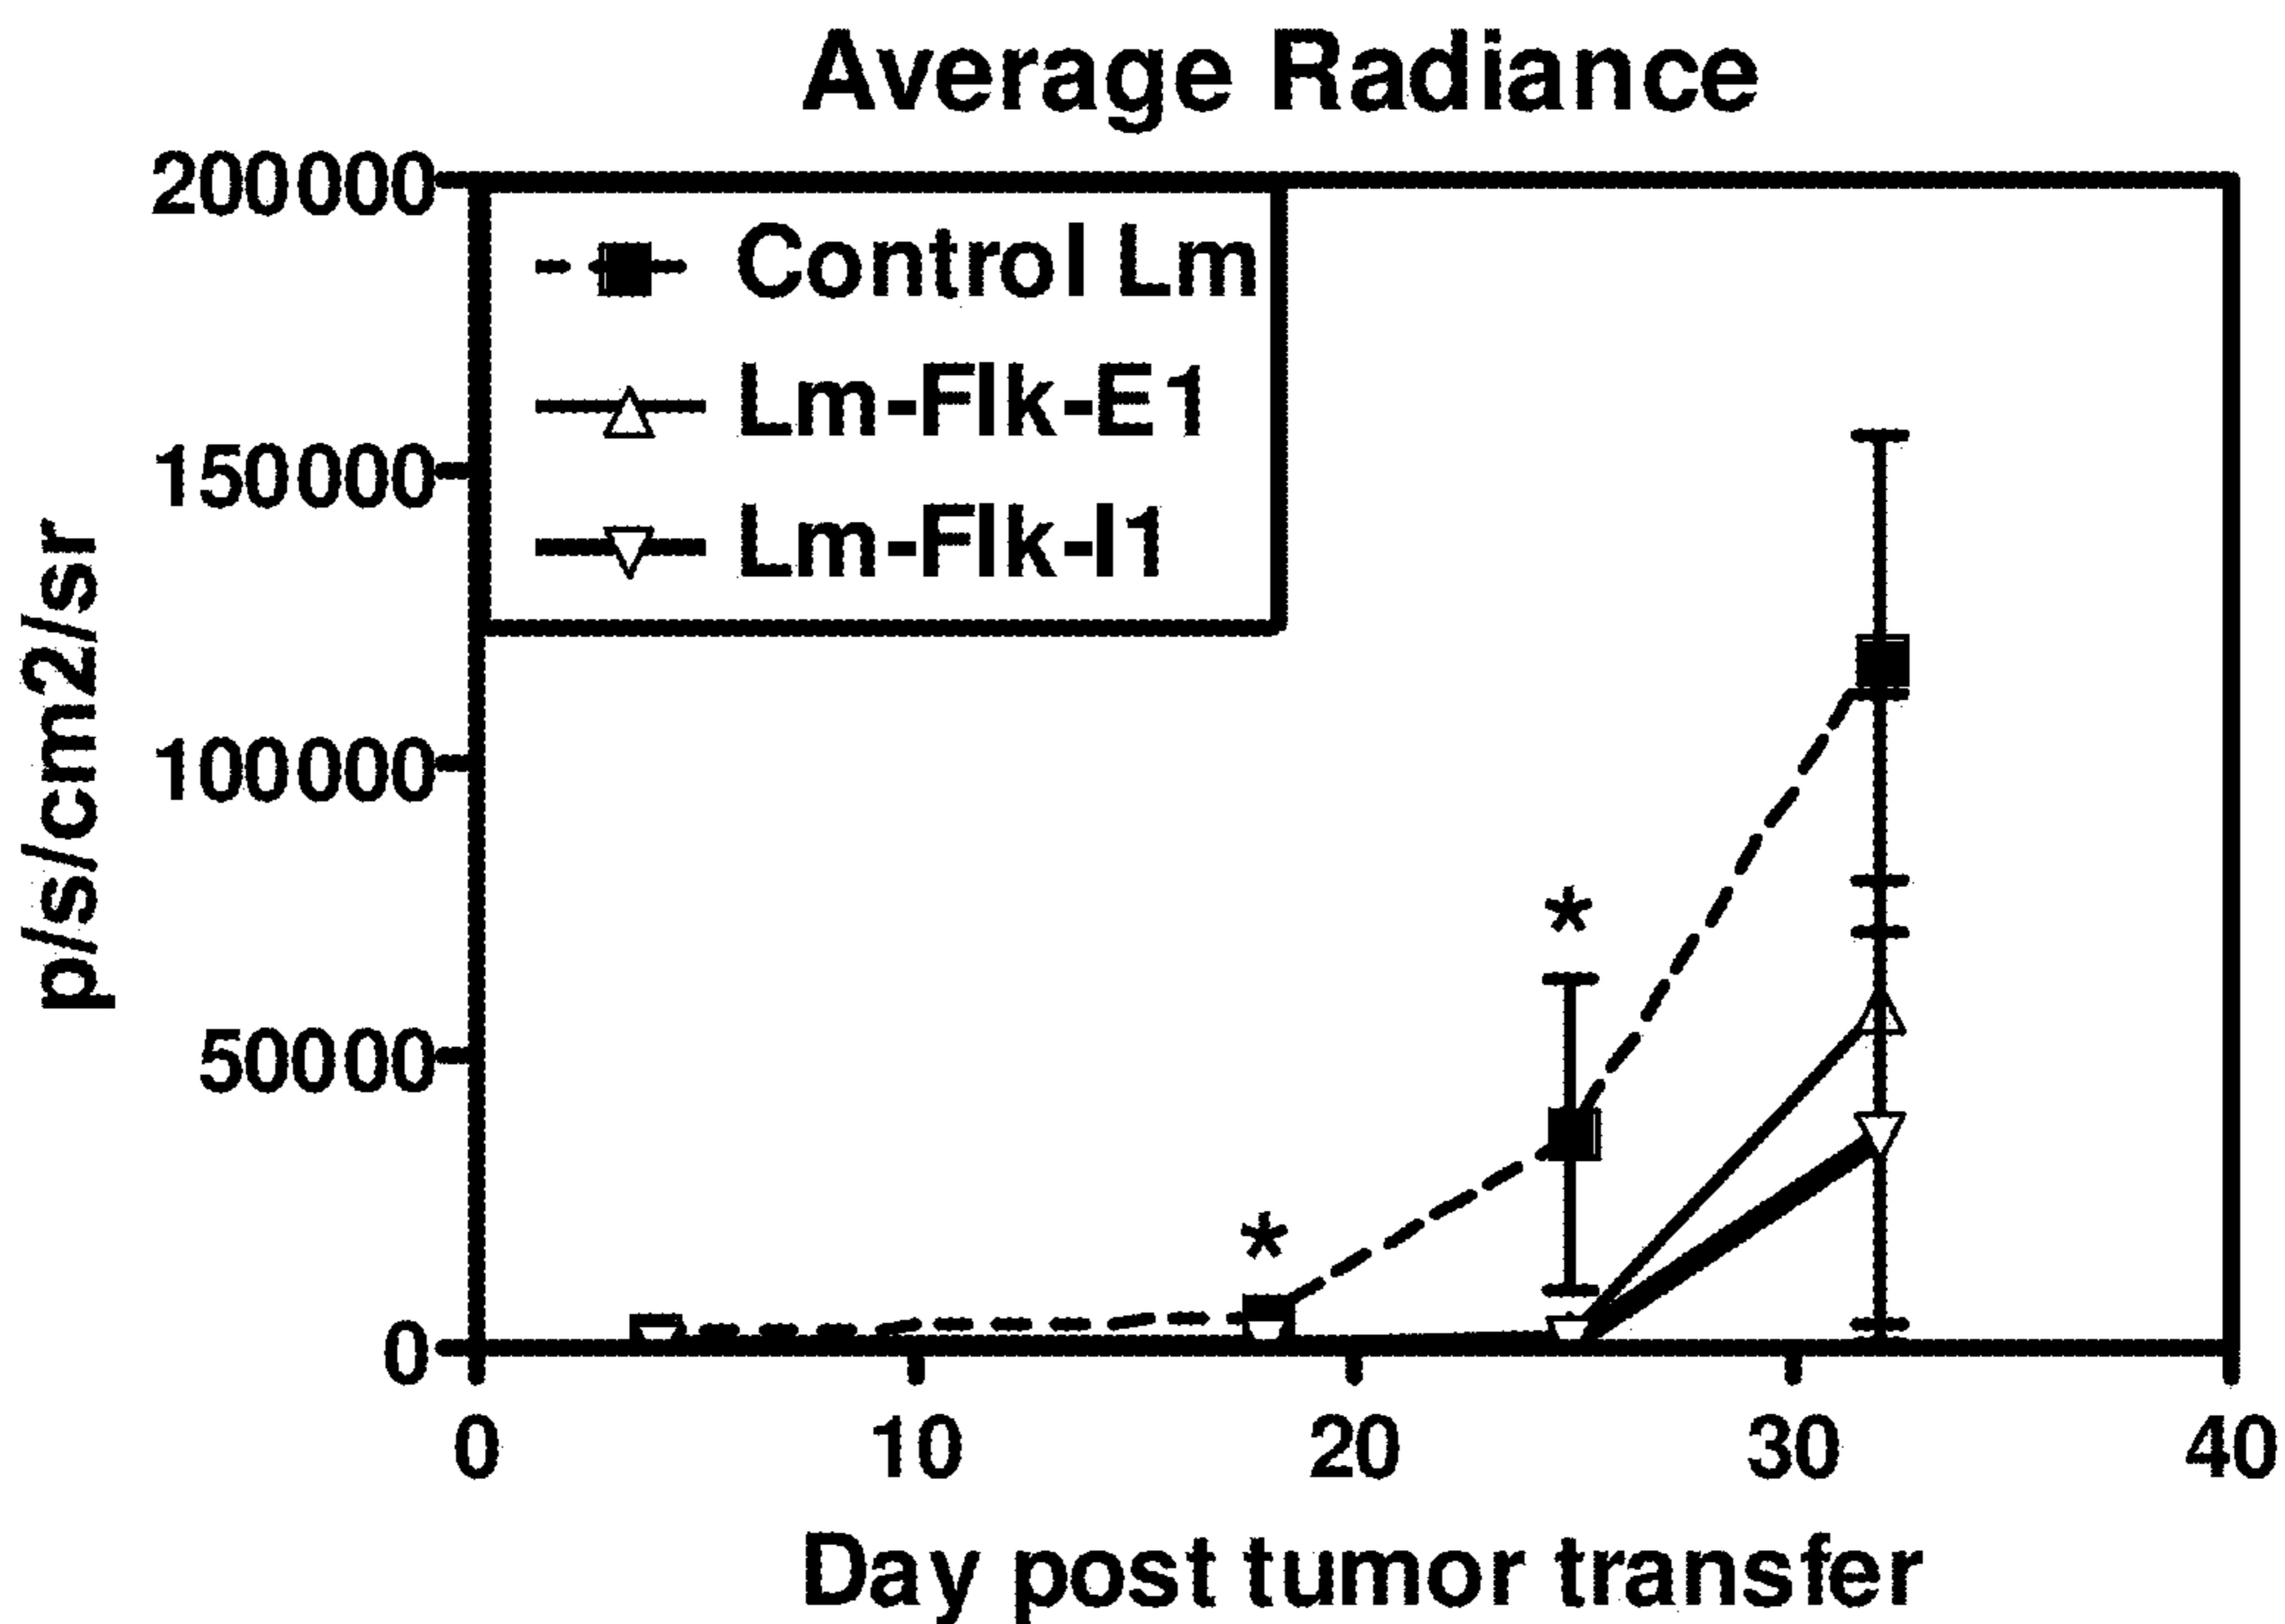 Average Radiance
200000
150000
100000
50000
0
p/s/cm2/sr
Control Lm
Lm-Flk-E1
Lm-Flk-I1
*
*
0 10 20 30 40
Day post tumor transfer